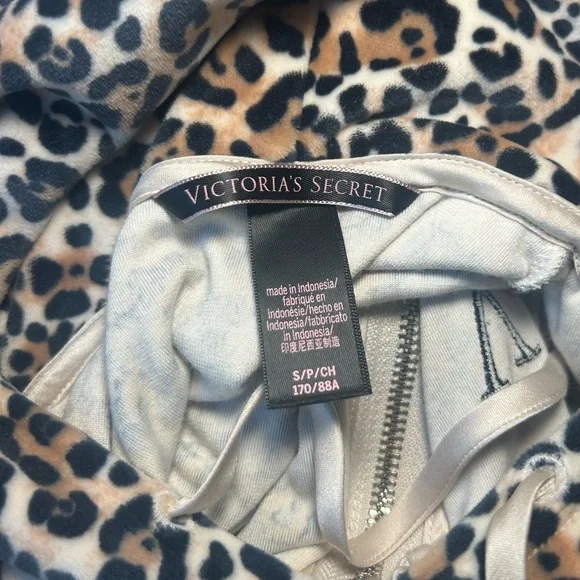 VICTORIA'S SECRET
made in Indonesia/
fabriqué en
Indonésie/hecho en
Indonesia/fabbricato
in Indonesia/
印度尼西亚制造
S/P/CH
170/88A